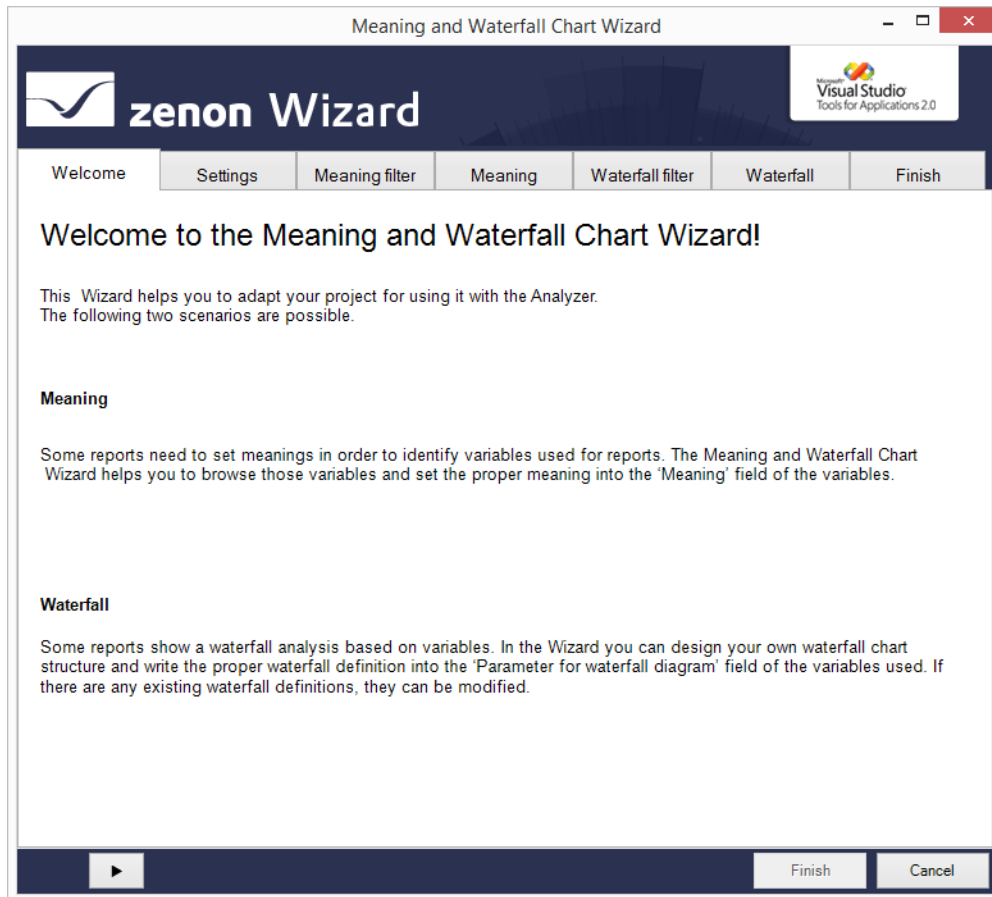 Meaning and Waterfall Chart Wizard
zenon Wizard
Microsoft
Visual Studio
Tools for Applications 2.0
Welcome Settings Meaning filter Meaning Waterfall filter Waterfall Finish
Welcome to the Meaning and Waterfall Chart Wizard!
This Wizard helps you to adapt your project for using it with the Analyzer.
The following two scenarios are possible.
Meaning
Some reports need to set meanings in order to identify variables used for reports. The Meaning and Waterfall Chart
Wizard helps you to browse those variables and set the proper meaning into the ‘Meaning’ field of the variables.
Waterfall
Some reports show a waterfall analysis based on variables. In the Wizard you can design your own waterfall chart
structure and write the proper waterfall definition into the ‘Parameter for waterfall diagram’ field of the variables used. If
there are any existing waterfall definitions, they can be modified.
Finish Cancel